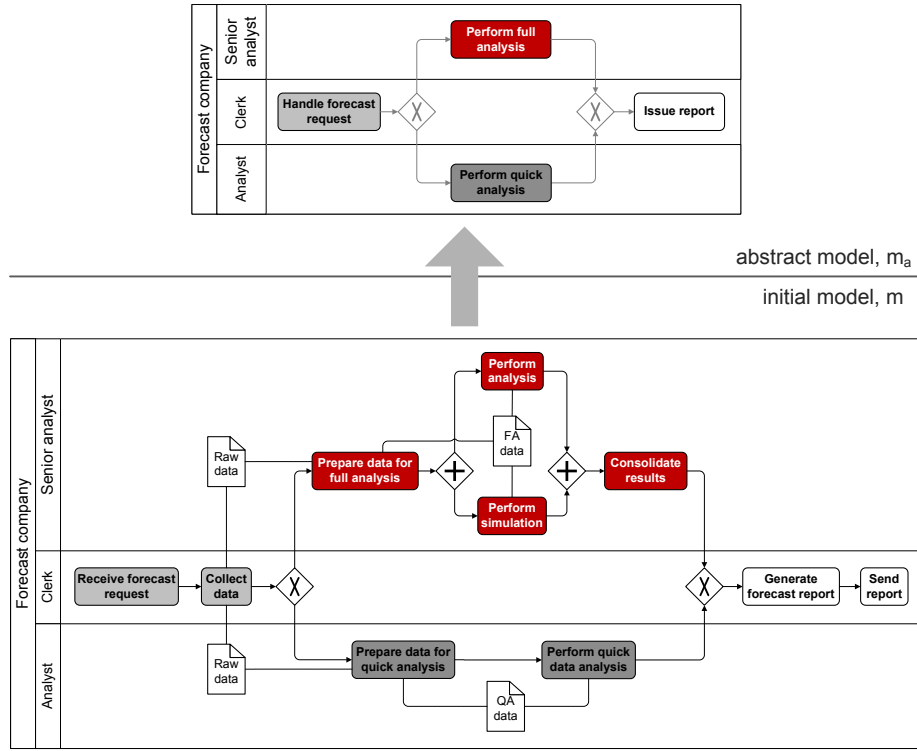 Forecast company
Senior
analyst
Clerk
Analyst
Perform full
analysis
Handle forecast
request
X
X
Issue report
Perform quick
analysis
abstract model, ma
initial model, m
Forecast company
Senior analyst
Clerk
Analyst
Perform
analysis
Raw
data
FA
data
Prepare data for
full analysis
Consolidate
results
Perform
simulation
Receive forecast
request
Collect
data
X
X
Generate
forecast report
Send
report
Raw
data
Prepare data for
quick analysis
Perform quick
data analysis
QA
data